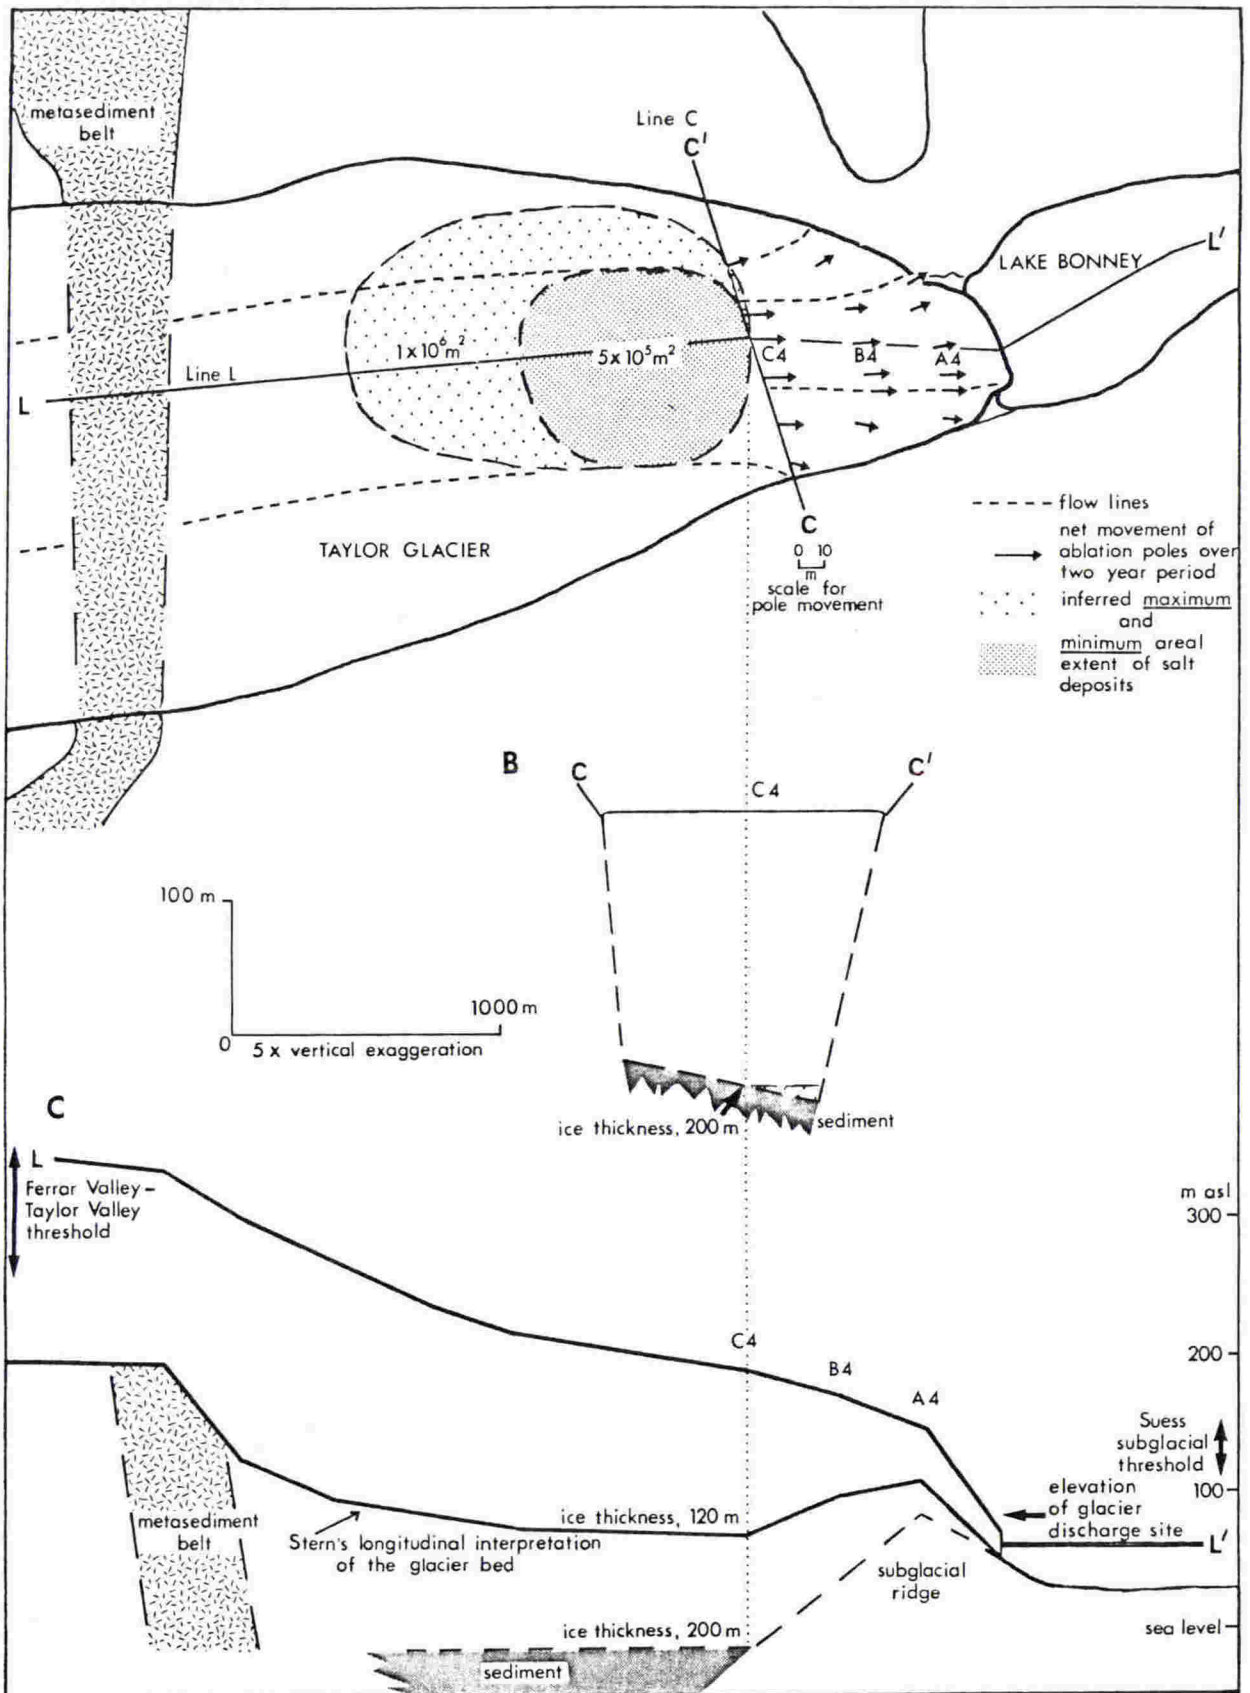 metasediment
belt
Line C
C'
L'
LAKE BONNEY
1 x 10⁶m²
5 x 10⁵m²
C4
B4
A4
Line L
L
TAYLOR GLACIER
C
0 10
m
scale for
pole movement
flow lines
net movement of
ablation poles over
two year period
inferred maximum
and
minimum areal
extent of salt
deposits
B
C
C'
C4
100 m
1000 m
0
5 x vertical exaggeration
ice thickness, 200 m
sediment
C
L
Ferrar Valley –
Taylor Valley
threshold
m asl
300
C4
200
B4
A4
Suess
subglacial
threshold
100
elevation
of glacier
discharge site
L'
metasediment
belt
ice thickness, 120 m
Stern's longitudinal interpretation
of the glacier bed
subglacial
ridge
ice thickness, 200 m
sea level
sediment